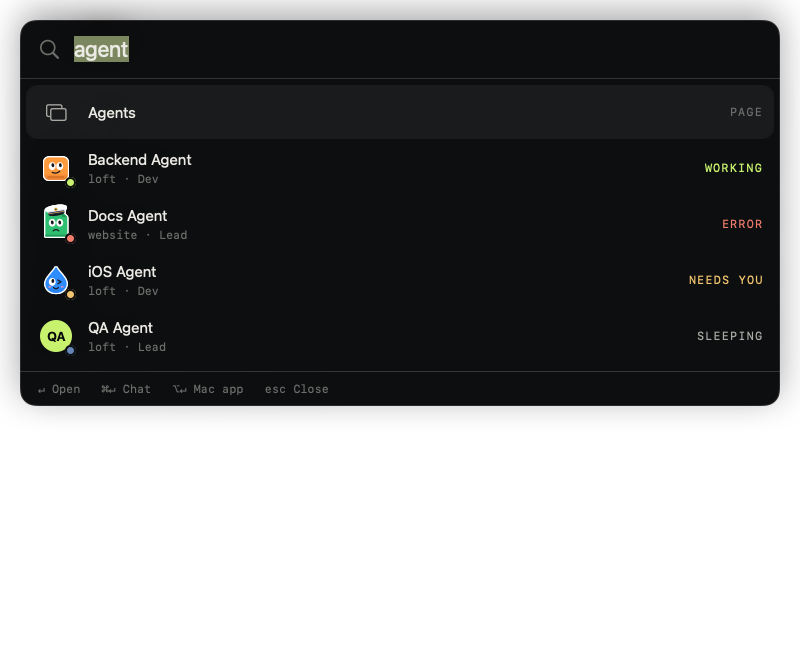 agent
Agents PAGE
Backend Agent
loft · Dev WORKING
Docs Agent
website · Lead ERROR
iOS Agent
loft · Dev NEEDS YOU
QA QA Agent
loft · Lead SLEEPING
↵ Open ⌘↵ Chat ⌥↵ Mac app esc Close